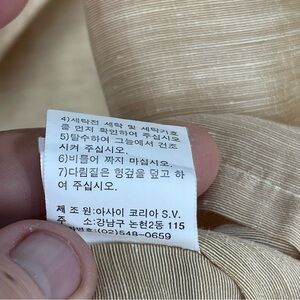 4)세탁전 세탁 및 세탁기호
를 먼저 확인하여 주십시오
5)탈수하여 그늘에서 건조
시켜 주십시오.
6)비틀어 짜지 마십시오.
7)다림질은 헝겊을 덮고 하
여 주십시오.
제 조 원:아사이 코리아 S.V.
주 소:강남구 논현2동 115
(02)548-0659